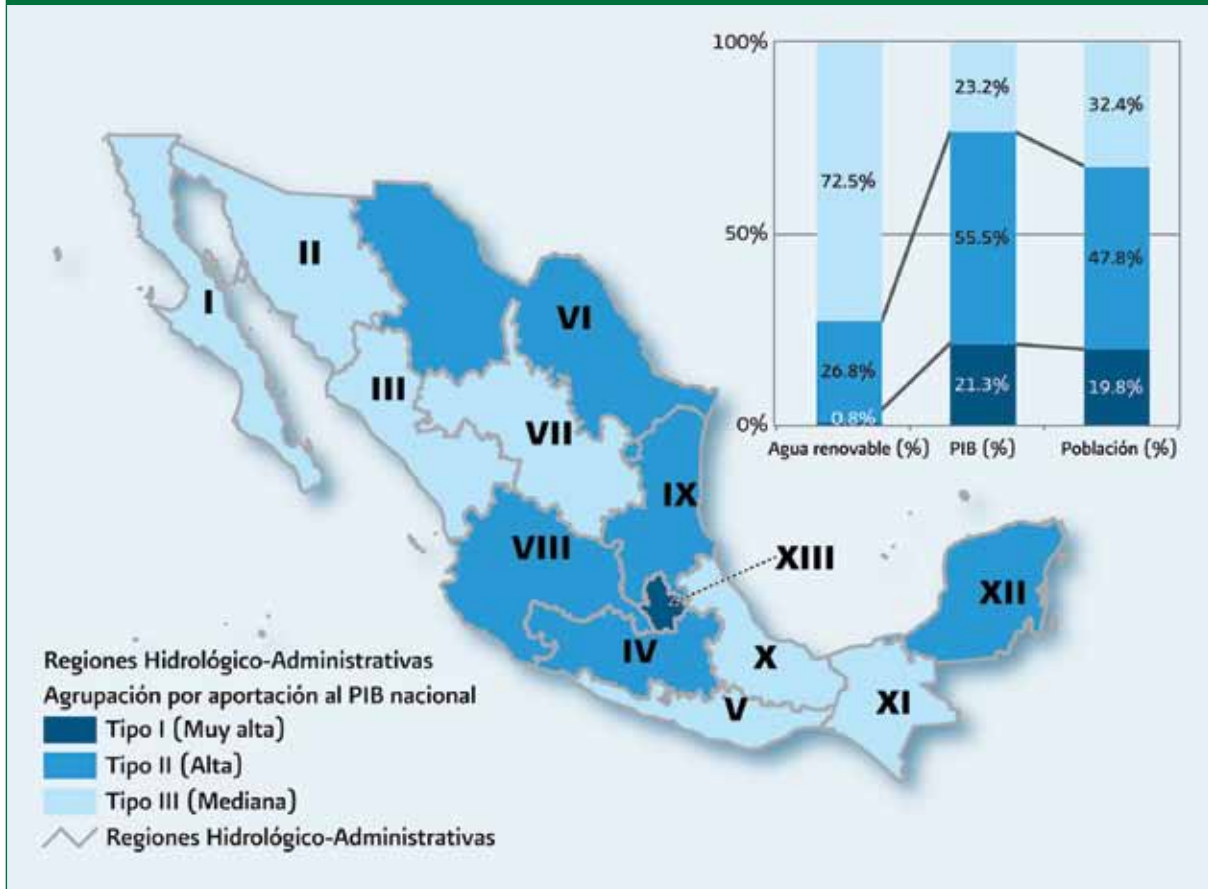 100%
23.2%
32.4%
72.5%
50%
55.5%
47.8%
26.8%
21.3%
19.8%
0.8%
0%
Agua renovable (%)
PIB (%)
Población (%)
I
II
III
VI
VII
IX
VIII
XIII
XII
IV
X
V
XI
Regiones Hidrológico-Administrativas
Agrupación por aportación al PIB nacional
Tipo I (Muy alta)
Tipo II (Alta)
Tipo III (Mediana)
Regiones Hidrológico-Administrativas